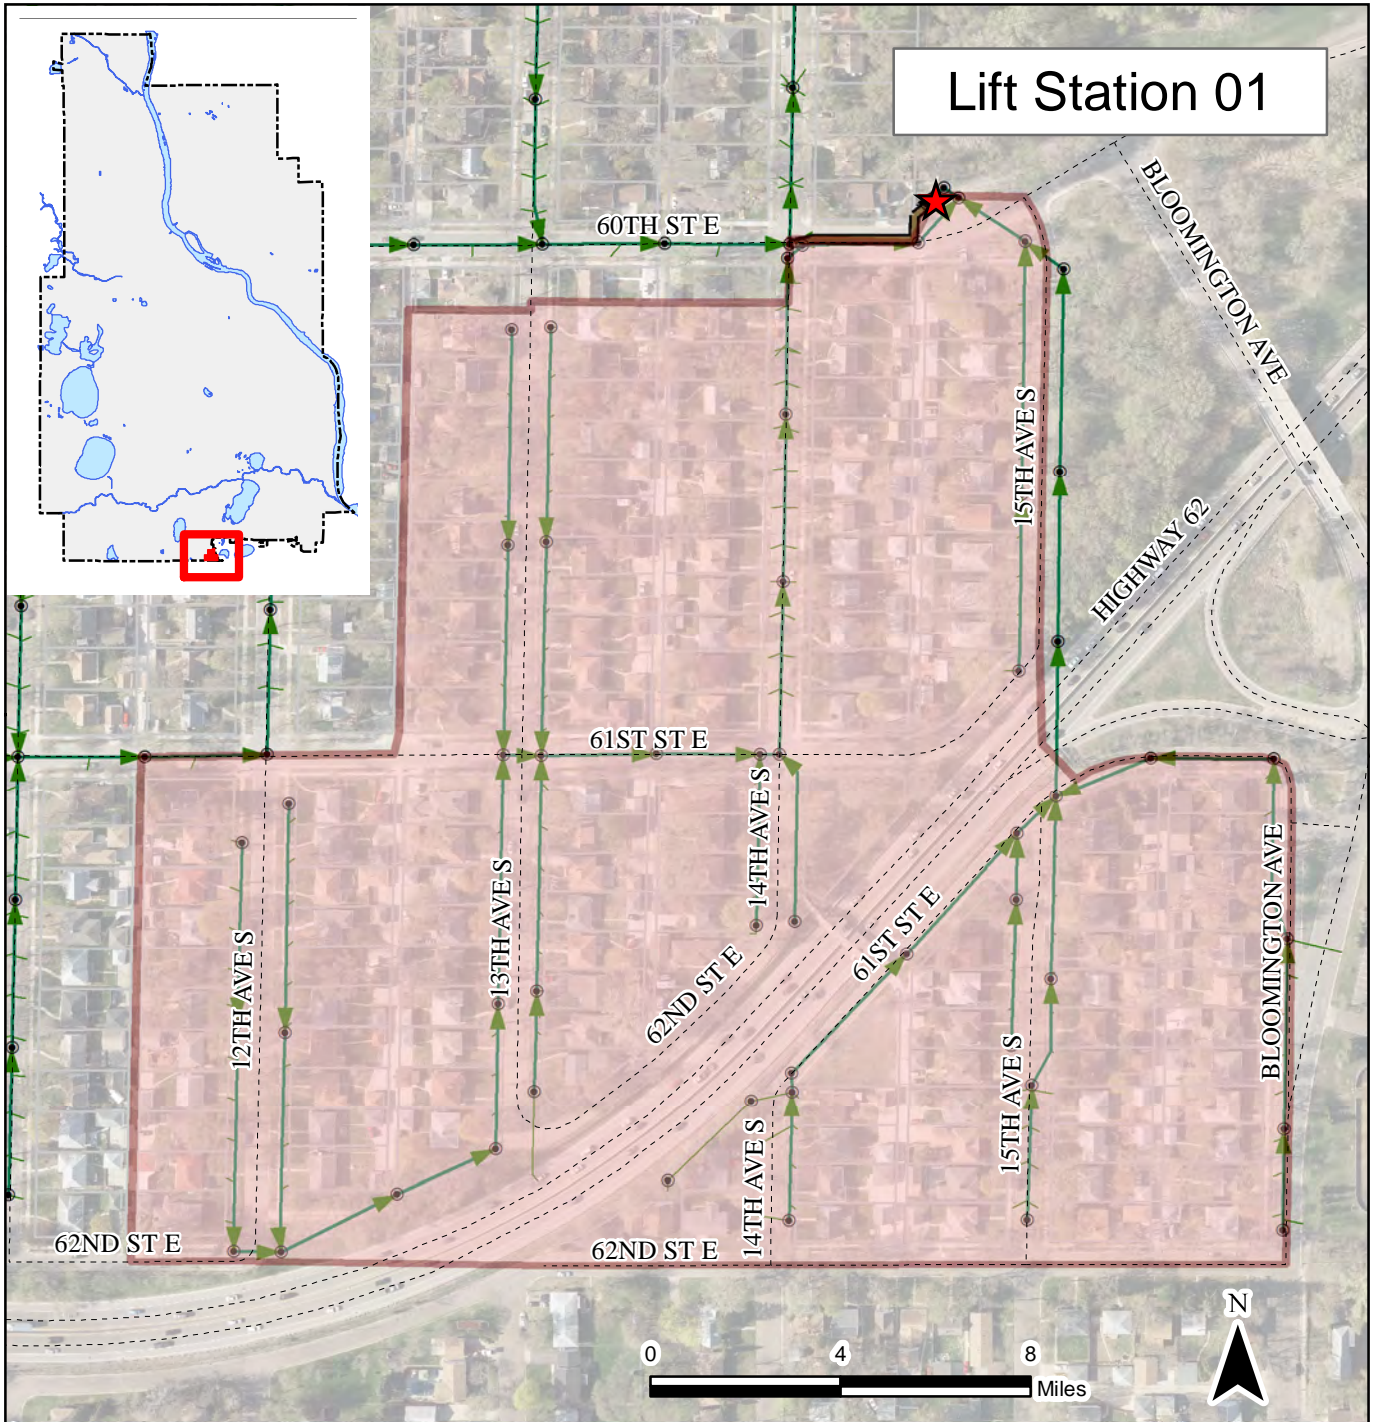 Lift Station 01
BLOOMINGTON AVE
60TH ST E
15TH AVE S
HIGHWAY 62
61ST ST E
14TH AVE S
13TH AVE S
BLOOMINGTON AVE
61ST ST E
12TH AVE S
62ND ST E
15TH AVE S
14TH AVE S
62ND ST E
62ND ST E
N
0 4 8
Miles